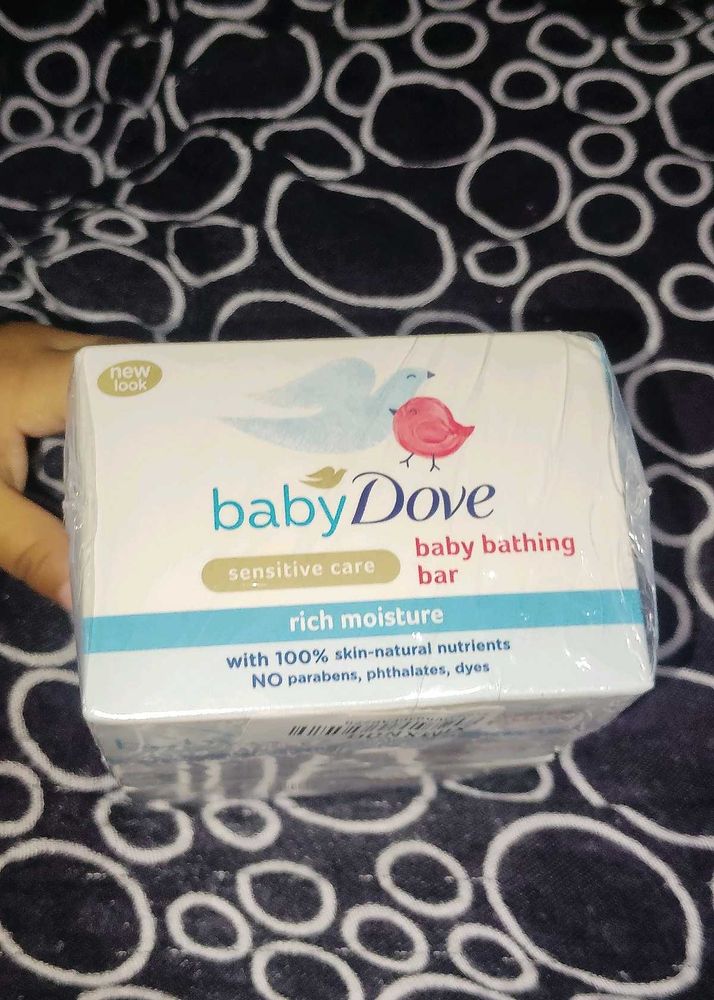 new
look
babyDove
sensitive care
baby bathing
bar
rich moisture
with 100% skin-natural nutrients
NO parabens, phthalates, dyes